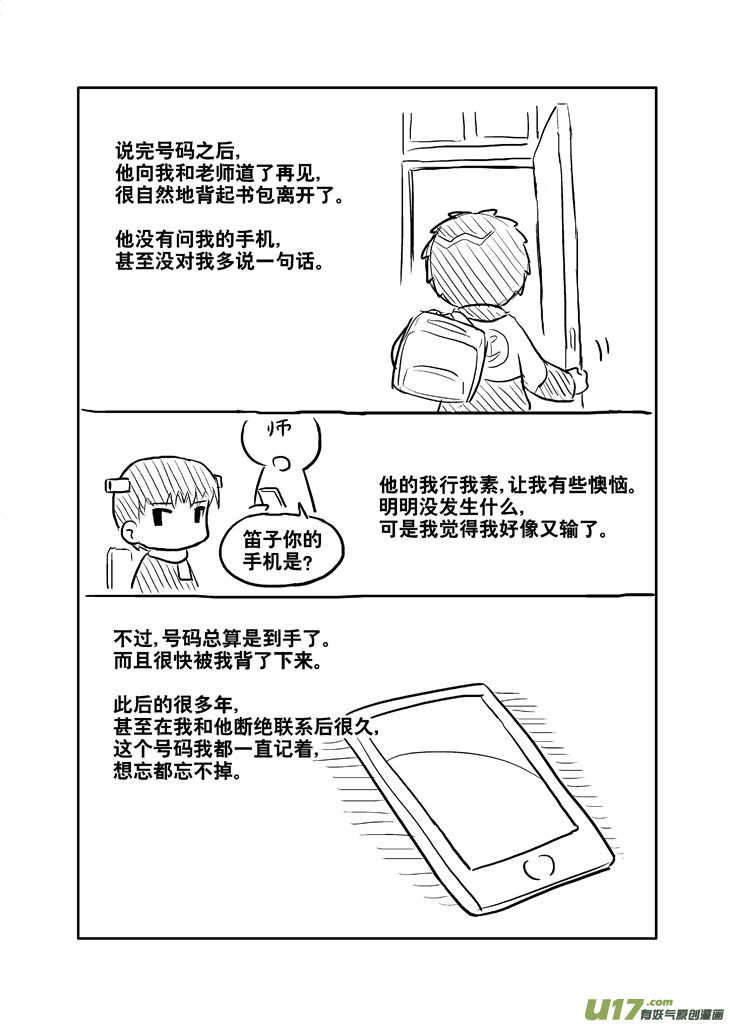 说完号码之后,
他向我和老师道了再见,
很自然地背起书包离开了。
他没有问我的手机,
甚至没对我多说一句话。
师
笛子你的
手机是?
他的我行我素,让我有些懊恼。
明明没发生什么,
可是我觉得我好像又输了。
不过,号码总算是到手了。
而且很快被我背了下来。
此后的很多年,
甚至在我和他断绝联系后很久,
这个号码我都一直记着,
想忘都忘不掉。
U17.com
有妖气原创漫画